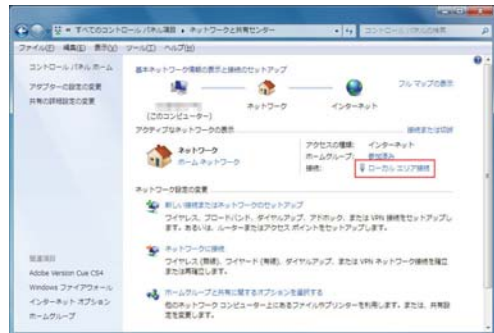 すべてのコントロール パネル項目 ▸ ネットワークと共有センター
コントロール パネルの検索
ファイル(F) 編集(E) 表示(V) ツール(T) ヘルプ(H)
コントロール パネル ホーム
アダプターの設定の変更
共有の詳細設定の変更
基本ネットワーク情報の表示と接続のセットアップ
フル マップの表示
(このコンピューター)
ネットワーク
インターネット
アクティブなネットワークの表示
接続または切断
ネットワーク
ホーム ネットワーク
アクセスの種類: インターネット
ホームグループ: 参加済み
接続: ローカル エリア接続
ネットワーク設定の変更
新しい接続またはネットワークのセットアップ
ワイヤレス、ブロードバンド、ダイヤルアップ、アドホック、または VPN 接続をセットアップし
ます。あるいは、ルーターまたはアクセス ポイントをセットアップします。
ネットワークに接続
ワイヤレス (無線)、ワイヤード (有線)、ダイヤルアップ、または VPN ネットワーク接続を確立
または再確立します。
ホームグループと共有に関するオプションを選択する
他のネットワーク コンピューター上にあるファイルやプリンターを利用します。または、共有設
定を変更します。
関連項目
Adobe Version Cue CS4
Windows ファイアウォール
インターネット オプション
ホームグループ